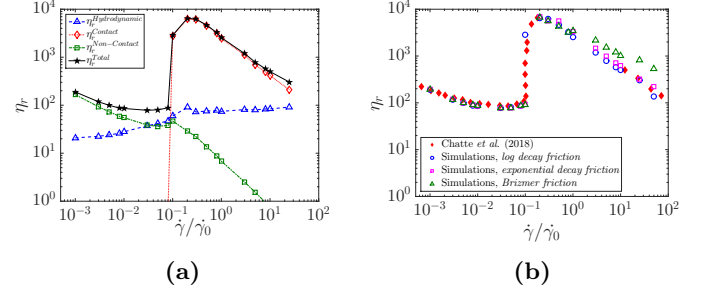 10^4
10^3
10^2
10^1
10^0
η_r
η_r^{Hydrodynamic}
η_r^{Contact}
η_r^{Non-Contact}
η_r^{Total}
10^{-3} 10^{-2} 10^{-1} 10^0 10^1 10^2
γ̇/γ̇_0
(a)
10^4
10^3
10^2
10^1
10^0
η_r
Chatte et al. (2018)
Simulations, log decay friction
Simulations, exponential decay friction
Simulations, Brizmer friction
10^{-3} 10^{-2} 10^{-1} 10^0 10^1 10^2
γ̇/γ̇_0
(b)